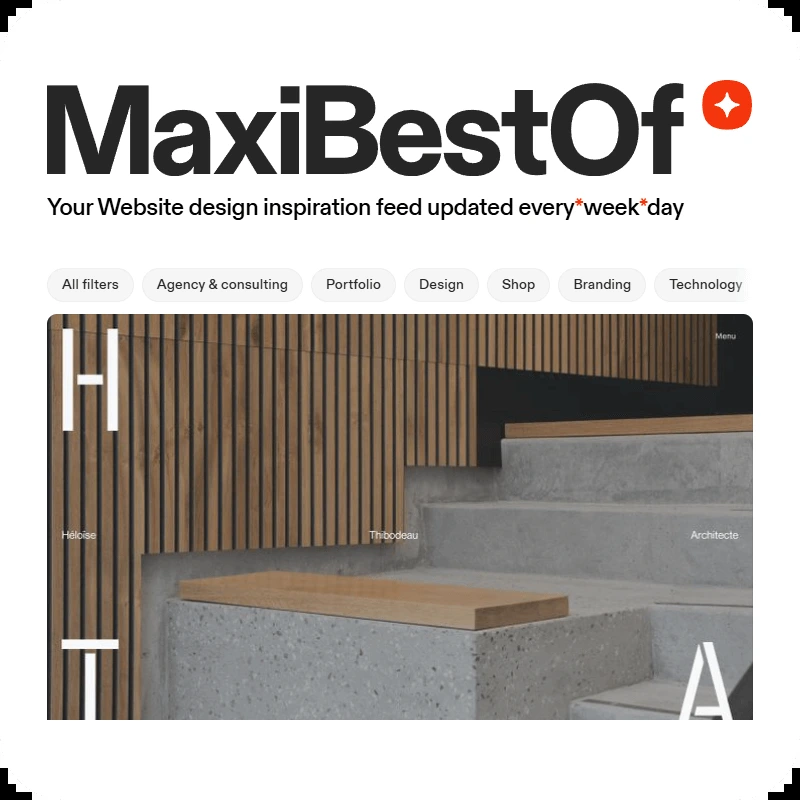 MaxiBestOf
Your Website design inspiration feed updated every*week*day
All filters Agency & consulting Portfolio Design Shop Branding Technology
H
Menu
Héloïse Thibodeau Architecte
T A